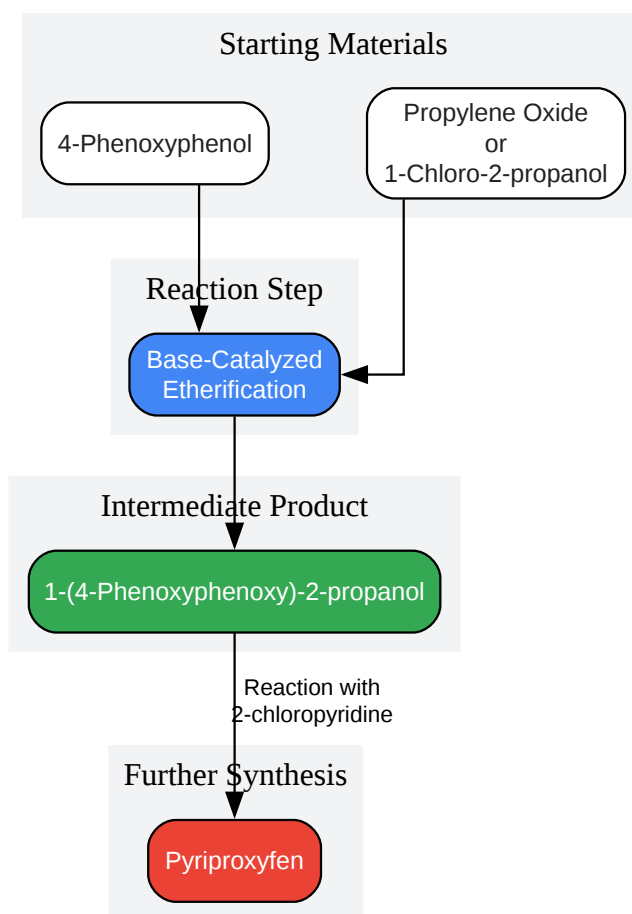 Starting Materials
4-Phenoxyphenol
Propylene Oxide
or
1-Chloro-2-propanol
Reaction Step
Base-Catalyzed
Etherification
Intermediate Product
1-(4-Phenoxyphenoxy)-2-propanol
Reaction with
2-chloropyridine
Further Synthesis
Pyriproxyfen